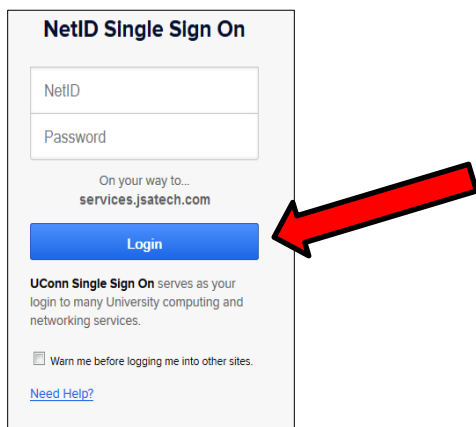 NetID Single Sign On
NetID
Password
On your way to...
services.jsatech.com
Login
UConn Single Sign On serves as your
login to many University computing and
networking services.
Warn me before logging me into other sites.
Need Help?